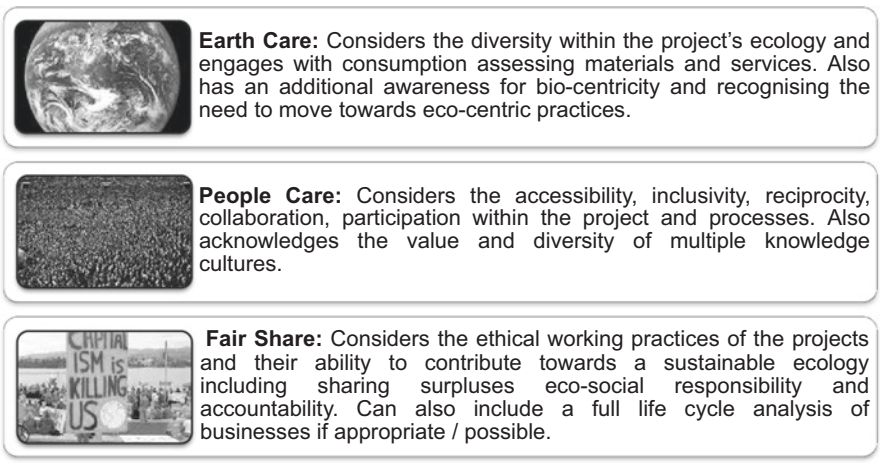 Earth Care: Considers the diversity within the project's ecology and
engages with consumption assessing materials and services. Also
has an additional awareness for bio-centricity and recognising the
need to move towards eco-centric practices.
People Care: Considers the accessibility, inclusivity, reciprocity,
collaboration, participation within the project and processes. Also
acknowledges the value and diversity of multiple knowledge
cultures.
CAPITAL
ISM is
KILLING
US
Fair Share: Considers the ethical working practices of the projects
and their ability to contribute towards a sustainable ecology
including sharing surpluses eco-social responsibility and
accountability. Can also include a full life cycle analysis of
businesses if appropriate / possible.